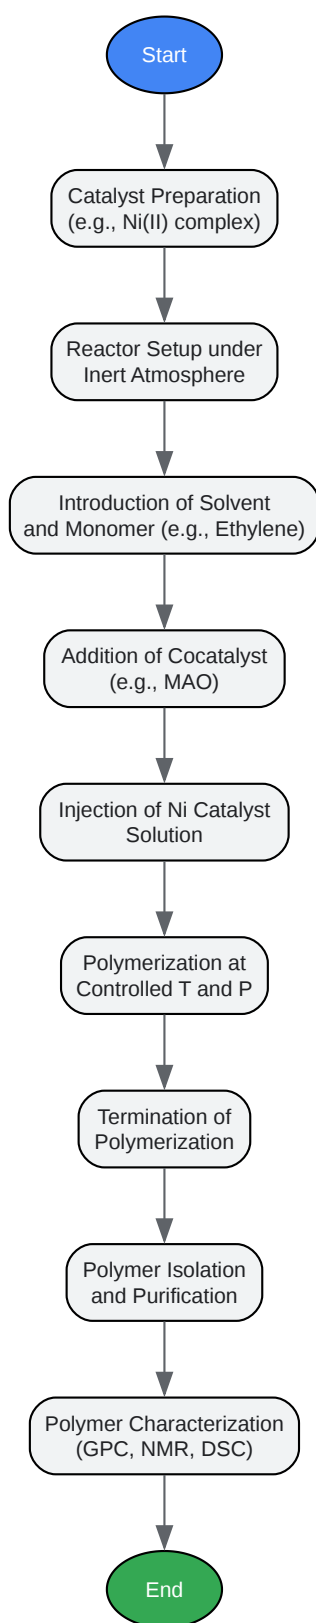 Start
Catalyst Preparation
(e.g., Ni(II) complex)
Reactor Setup under
Inert Atmosphere
Introduction of Solvent
and Monomer (e.g., Ethylene)
Addition of Cocatalyst
(e.g., MAO)
Injection of Ni Catalyst
Solution
Polymerization at
Controlled T and P
Termination of
Polymerization
Polymer Isolation
and Purification
Polymer Characterization
(GPC, NMR, DSC)
End